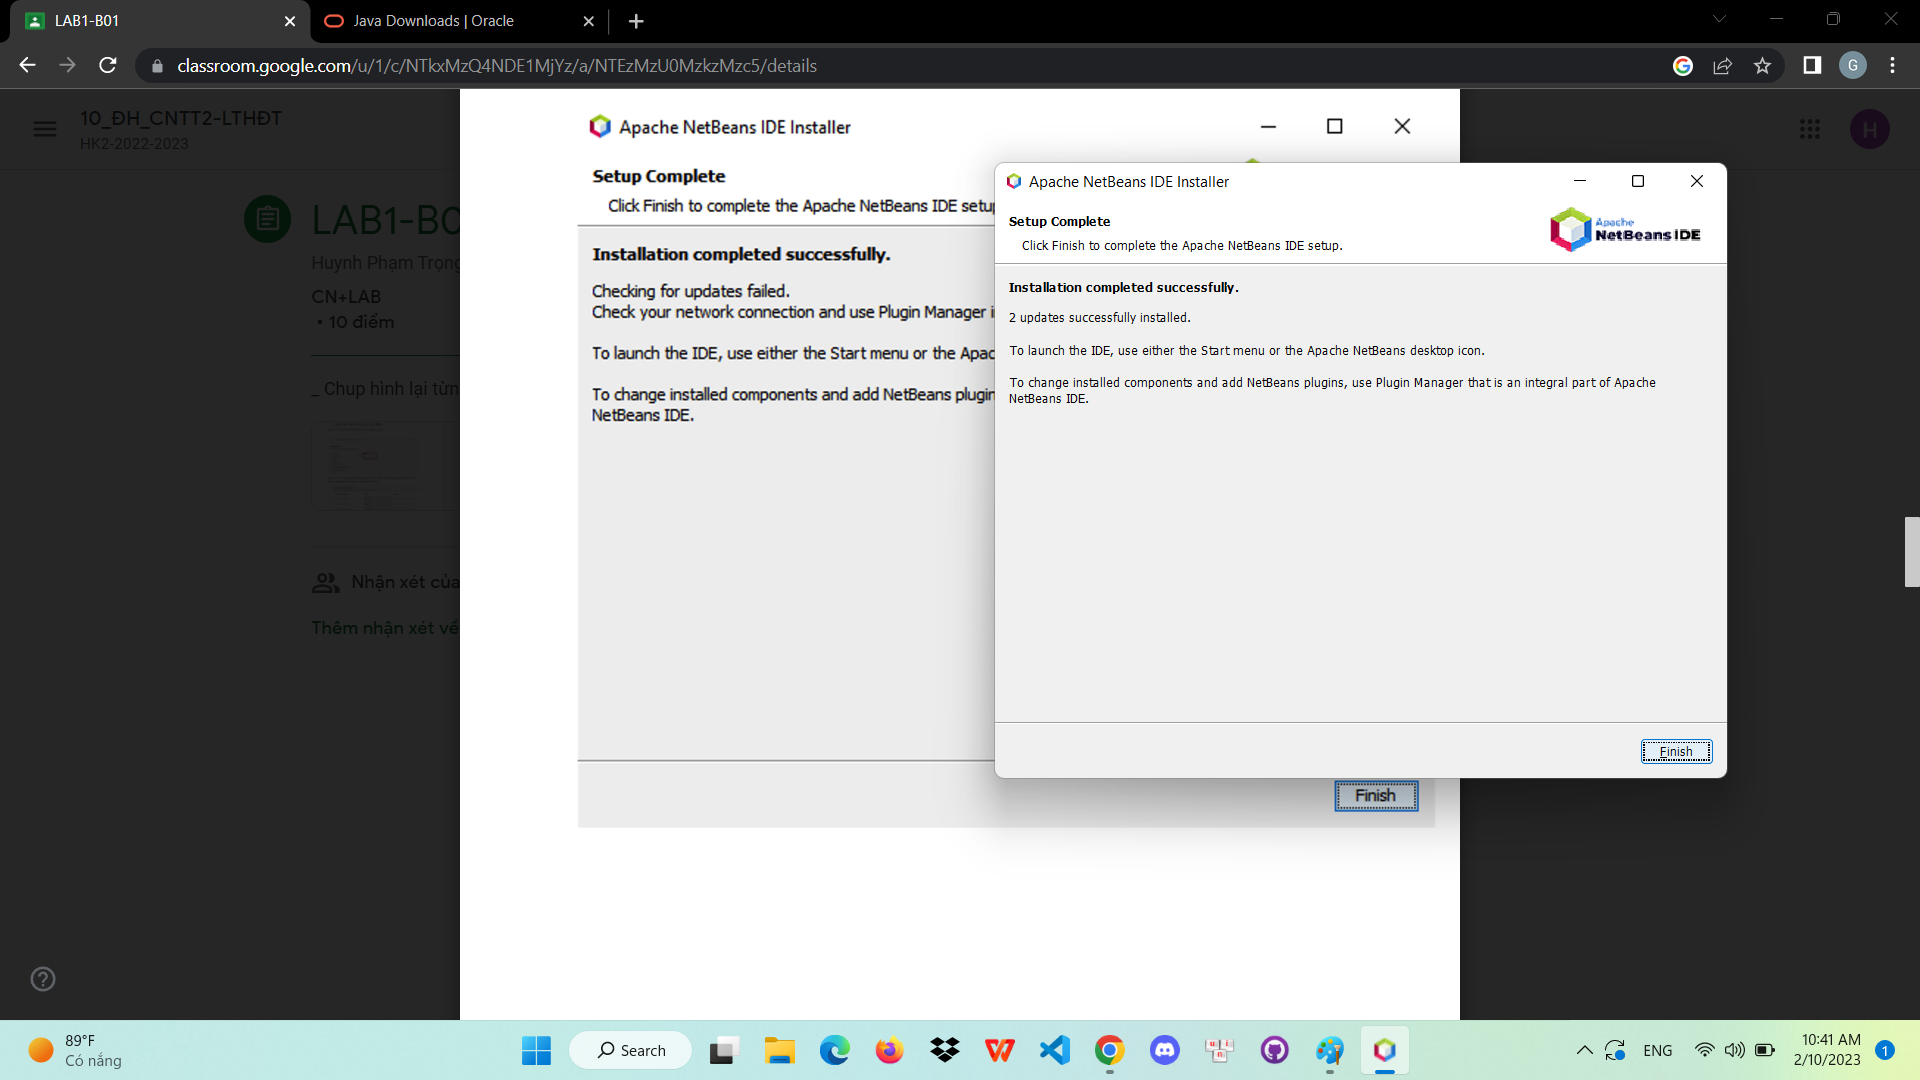 LAB1-B01
Java Downloads | Oracle
classroom.google.com/u/1/c/NTkxMzQ4NDE1MjYz/a/NTEzMzU0MzkzMzc5/details
G
10_ĐH_CNTT2-LTHĐT
HK2-2022-2023
H
LAB1-B0
Huynh Phạm Trọng
CN+LAB
• 10 điểm
_ Chup hình lại từn
Nhận xét của
Thêm nhận xét về
Apache NetBeans IDE Installer
Setup Complete
Click Finish to complete the Apache NetBeans IDE setup
Installation completed successfully.
Checking for updates failed.
Check your network connection and use Plugin Manager i
To launch the IDE, use either the Start menu or the Apac
To change installed components and add NetBeans plugin
NetBeans IDE.
Finish
Apache NetBeans IDE Installer
Setup Complete
Click Finish to complete the Apache NetBeans IDE setup.
Apache
NetBeans IDE
Installation completed successfully.
2 updates successfully installed.
To launch the IDE, use either the Start menu or the Apache NetBeans desktop icon.
To change installed components and add NetBeans plugins, use Plugin Manager that is an integral part of Apache
NetBeans IDE.
Finish
89°F
Có nắng
Search
ENG
10:41 AM
2/10/2023
1